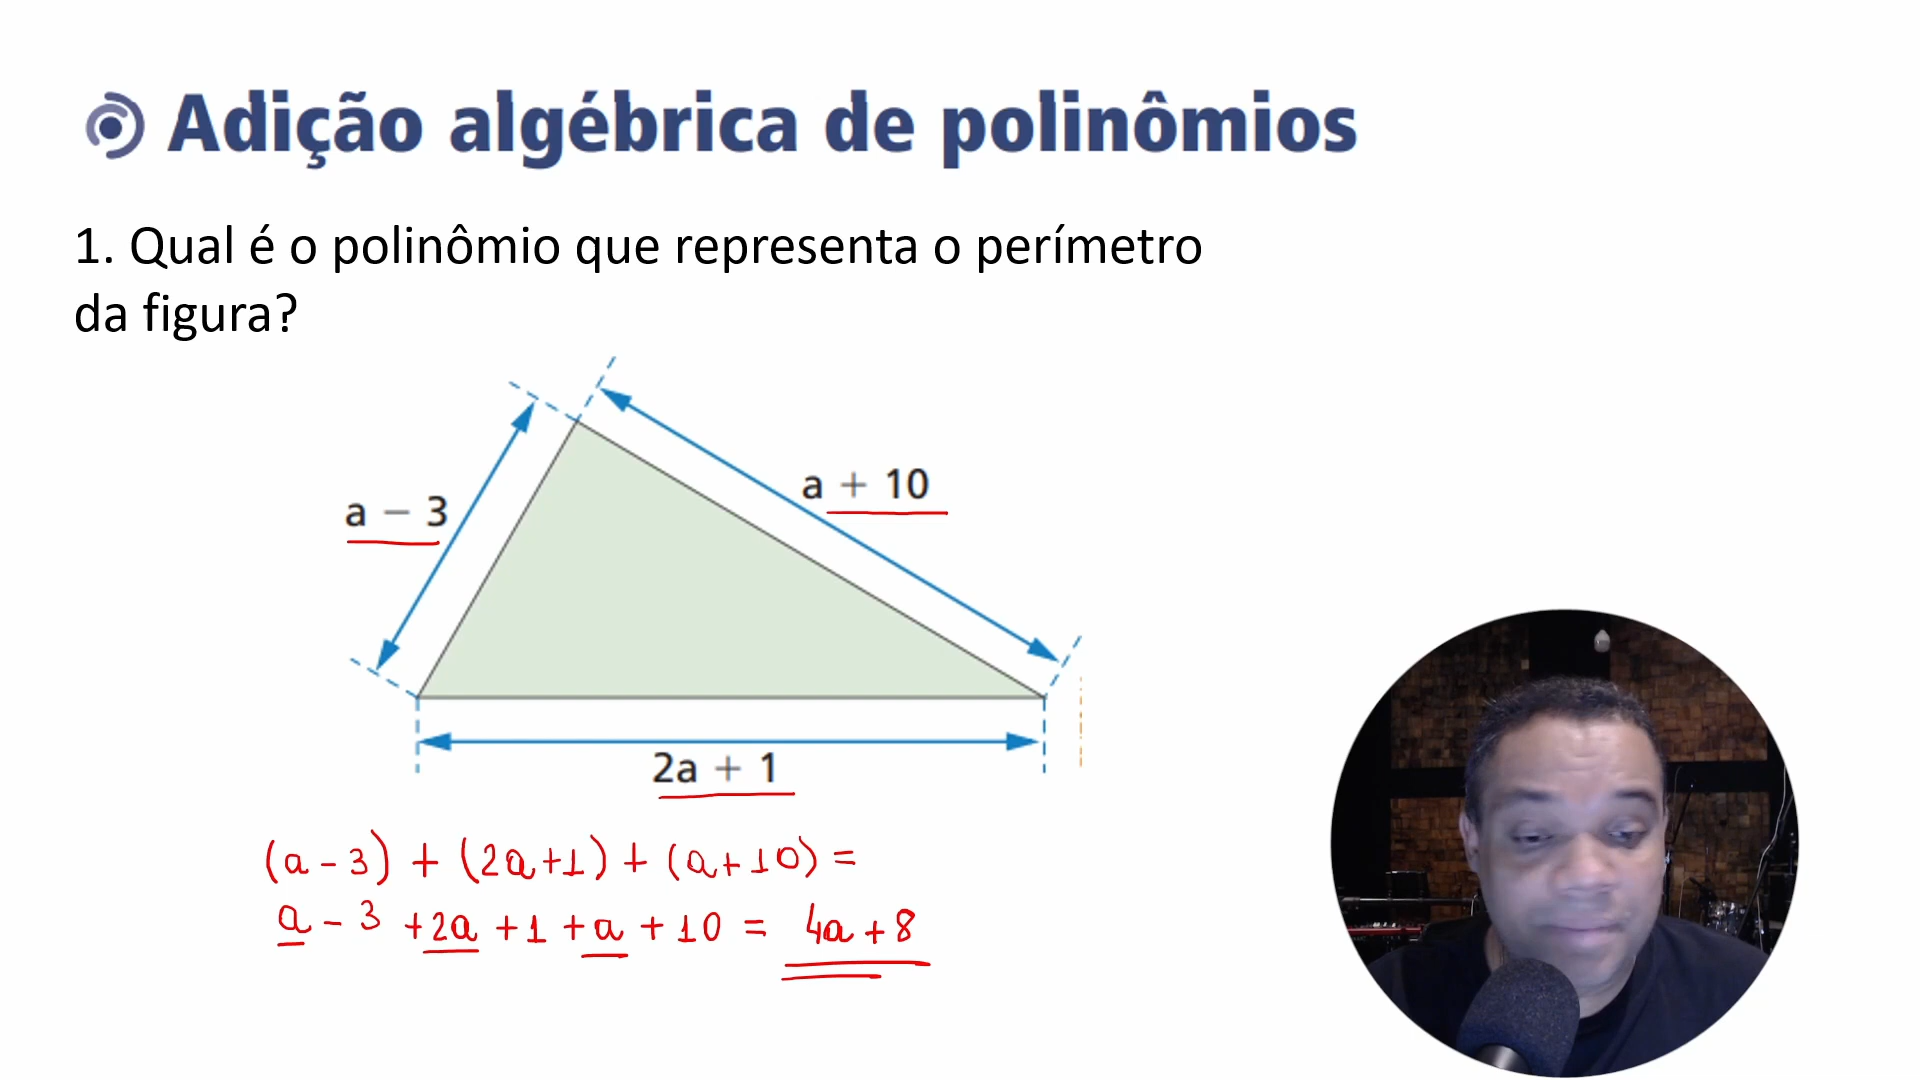 Adição algébrica de polinômios
1. Qual é o polinômio que representa o perímetro
da figura?
a + 10
a − 3
2a + 1
(a - 3) + (2a+1) + (a+10) =
a - 3 +2a +1 +a +10 = 4a+8